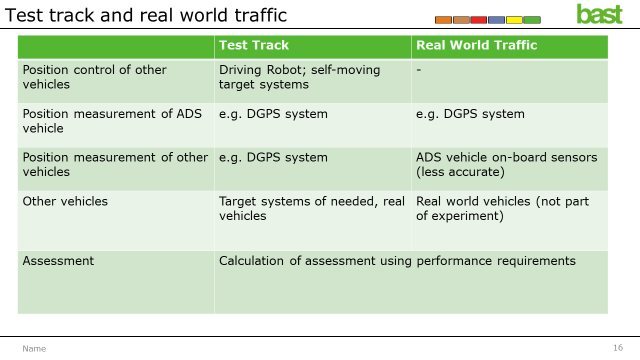 Test track and real world traffic
bast
Test Track
Real World Traffic
Position control of other
vehicles
Driving Robot; self-moving
target systems
-
Position measurement of ADS
vehicle
e.g. DGPS system
e.g. DGPS system
Position measurement of other
vehicles
e.g. DGPS system
ADS vehicle on-board sensors
(less accurate)
Other vehicles
Target systems of needed, real
vehicles
Real world vehicles (not part
of experiment)
Assessment
Calculation of assessment using performance requirements
Name
16